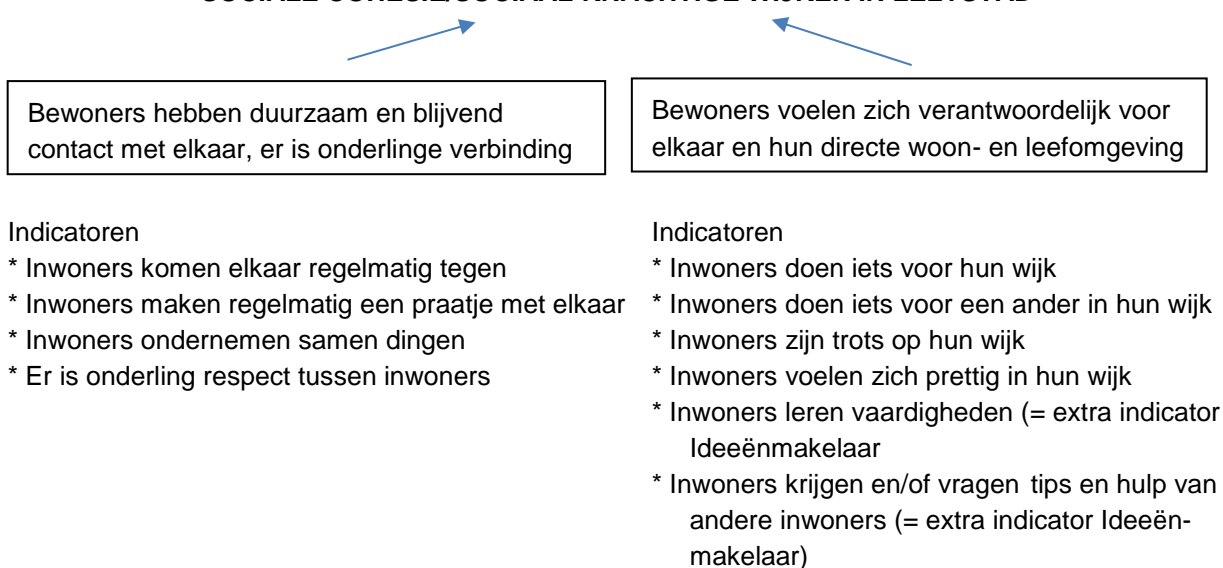 Bewoners hebben duurzaam en blijvend
contact met elkaar, er is onderlinge verbinding
Bewoners voelen zich verantwoordelijk voor
elkaar en hun directe woon- en leefomgeving
Indicatoren
* Inwoners komen elkaar regelmatig tegen
* Inwoners maken regelmatig een praatje met elkaar
* Inwoners ondernemen samen dingen
* Er is onderling respect tussen inwoners
Indicatoren
* Inwoners doen iets voor hun wijk
* Inwoners doen iets voor een ander in hun wijk
* Inwoners zijn trots op hun wijk
* Inwoners voelen zich prettig in hun wijk
* Inwoners leren vaardigheden (= extra indicator
Ideeënmakelaar
* Inwoners krijgen en/of vragen tips en hulp van
andere inwoners (= extra indicator Ideeën-
makelaar)